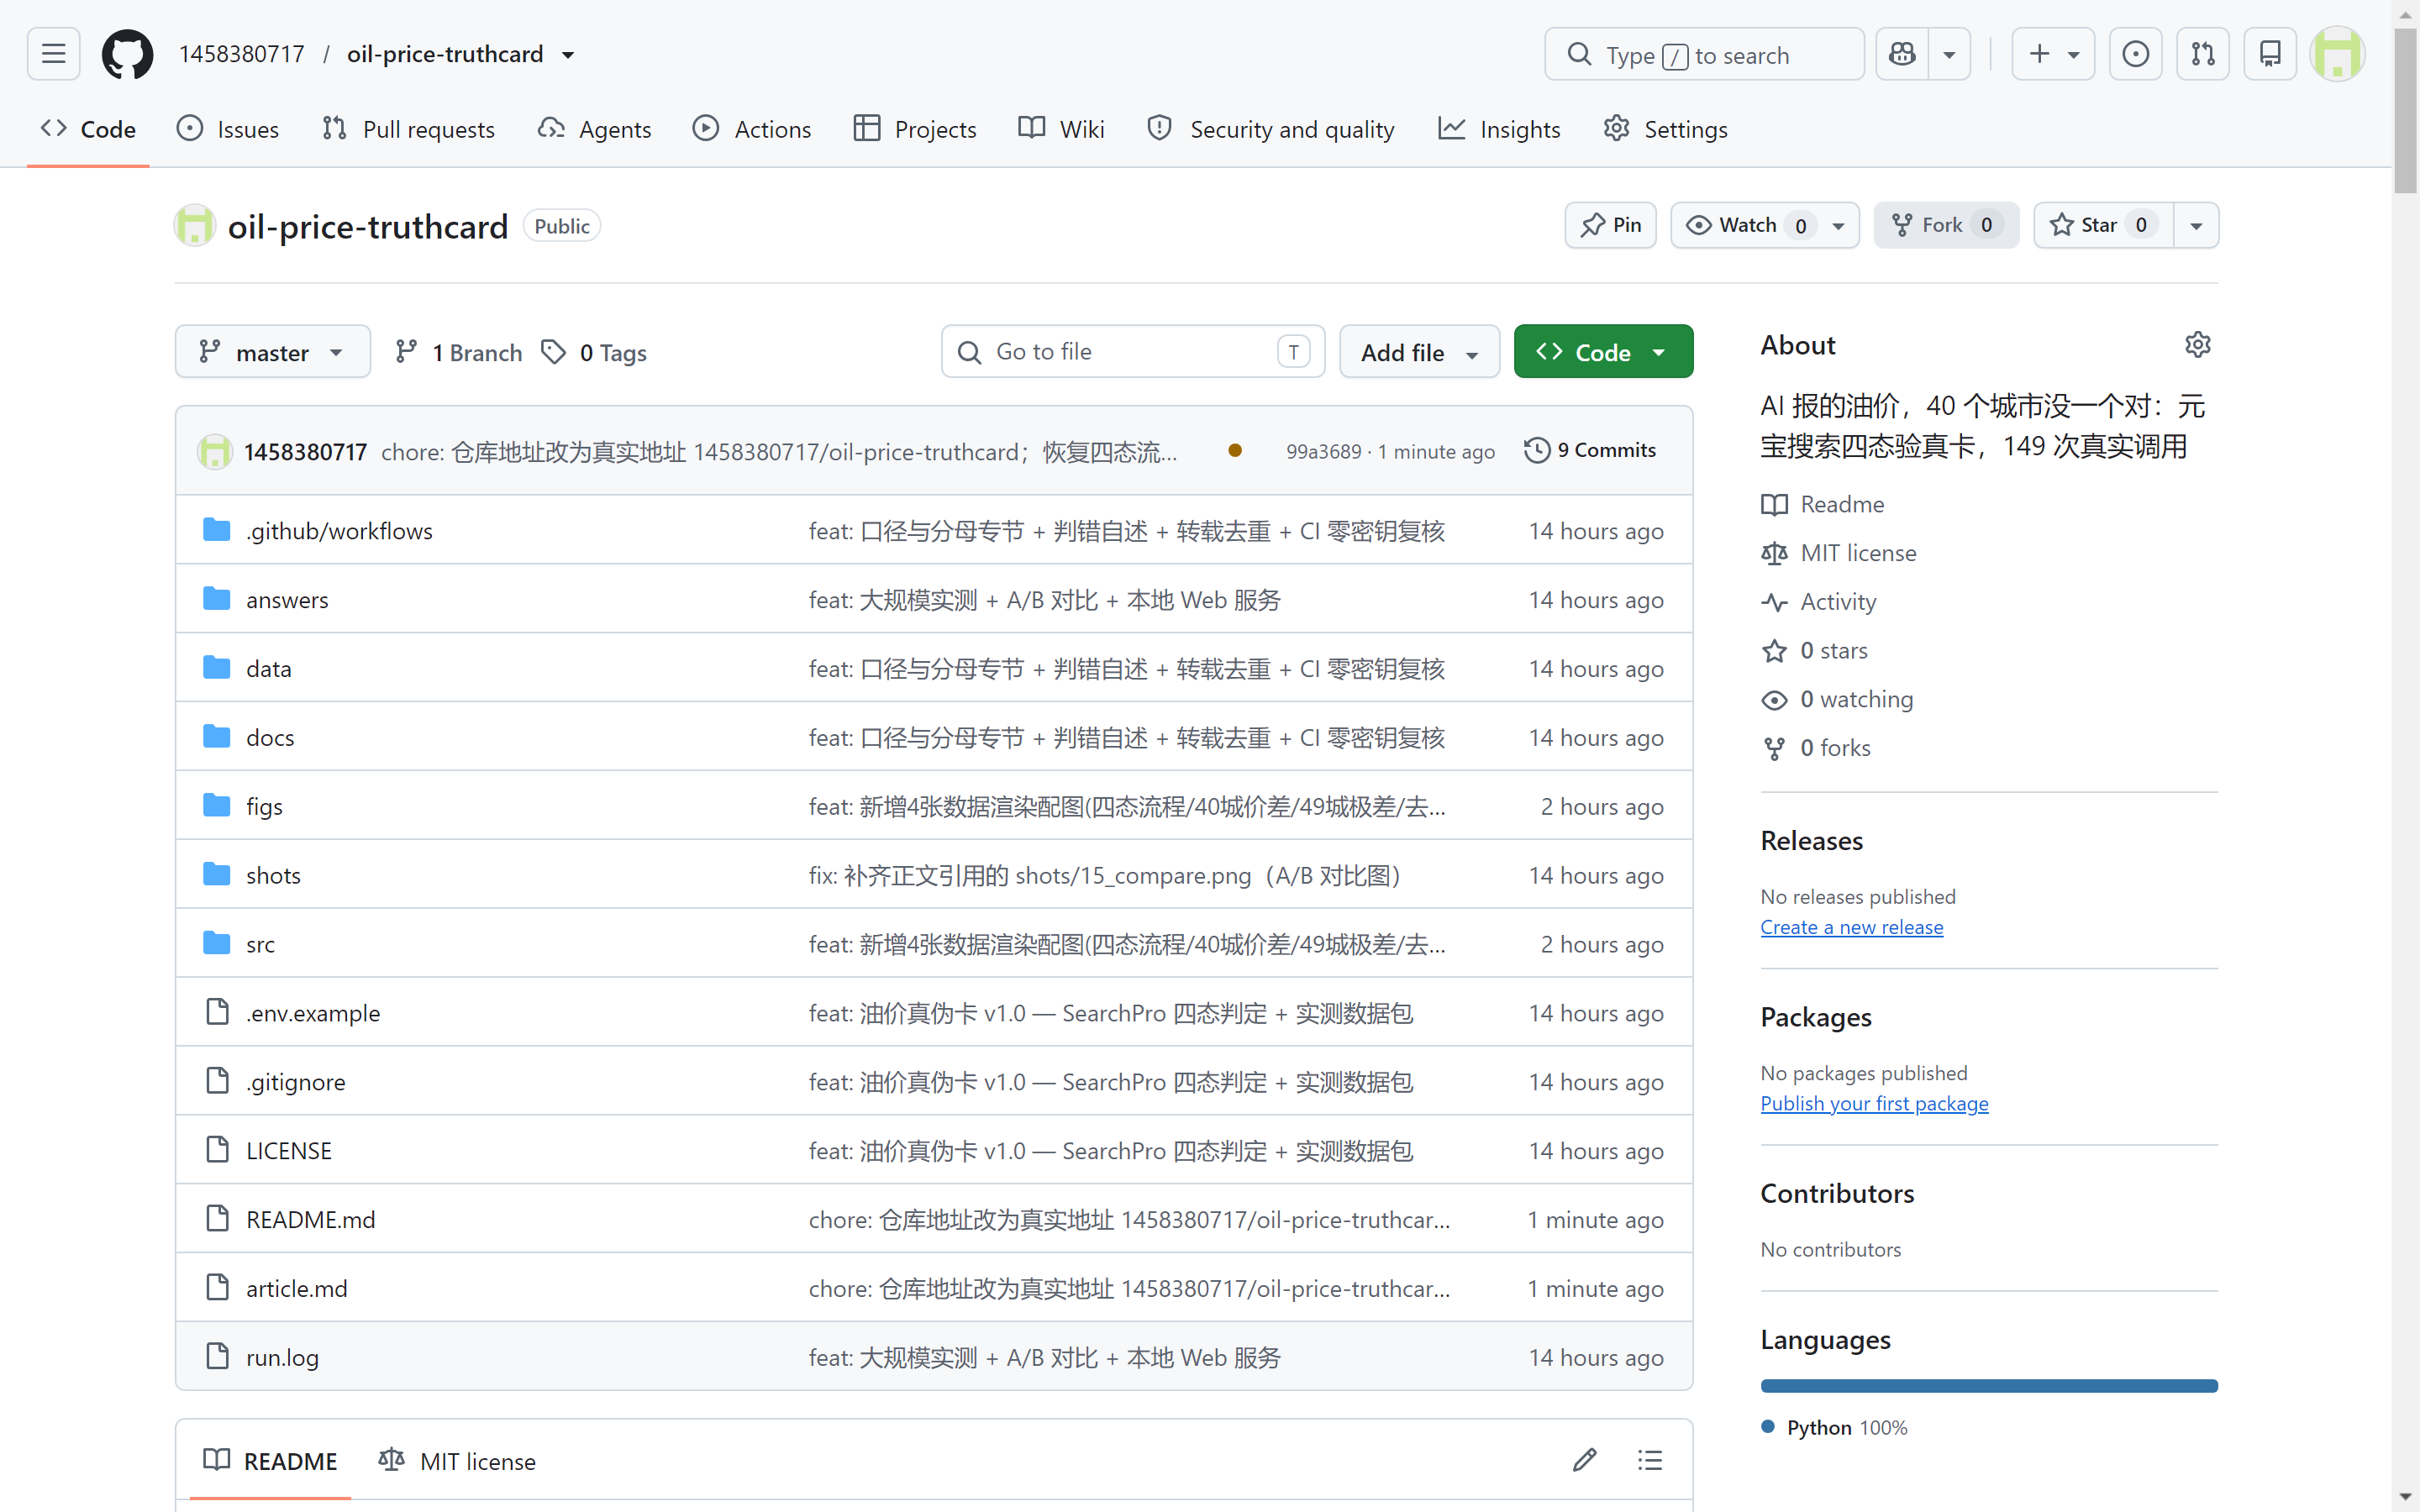 1458380717 / oil-price-truthcard
Type / to search
Code Issues Pull requests Agents Actions Projects Wiki Security and quality Insights Settings
oil-price-truthcard Public
Pin Watch 0 Fork 0 Star 0
master 1 Branch 0 Tags
Go to file T Add file Code
1458380717 chore: 仓库地址改为真实地址 1458380717/oil-price-truthcard；恢复四态流... 99a3689 · 1 minute ago 9 Commits
.github/workflows feat: 口径与分母专节 + 判错自述 + 转载去重 + CI 零密钥复核 14 hours ago
answers feat: 大规模实测 + A/B 对比 + 本地 Web 服务 14 hours ago
data feat: 口径与分母专节 + 判错自述 + 转载去重 + CI 零密钥复核 14 hours ago
docs feat: 口径与分母专节 + 判错自述 + 转载去重 + CI 零密钥复核 14 hours ago
figs feat: 新增4张数据渲染配图(四态流程/40城价差/49城极差/去... 2 hours ago
shots fix: 补齐正文引用的 shots/15_compare.png（A/B 对比图） 14 hours ago
src feat: 新增4张数据渲染配图(四态流程/40城价差/49城极差/去... 2 hours ago
.env.example feat: 油价真伪卡 v1.0 — SearchPro 四态判定 + 实测数据包 14 hours ago
.gitignore feat: 油价真伪卡 v1.0 — SearchPro 四态判定 + 实测数据包 14 hours ago
LICENSE feat: 油价真伪卡 v1.0 — SearchPro 四态判定 + 实测数据包 14 hours ago
README.md chore: 仓库地址改为真实地址 1458380717/oil-price-truthcar... 1 minute ago
article.md chore: 仓库地址改为真实地址 1458380717/oil-price-truthcar... 1 minute ago
run.log feat: 大规模实测 + A/B 对比 + 本地 Web 服务 14 hours ago
README MIT license
About
AI 报的油价，40 个城市没一个对：元
宝搜索四态验真卡，149 次真实调用
Readme
MIT license
Activity
0 stars
0 watching
0 forks
Releases
No releases published
Create a new release
Packages
No packages published
Publish your first package
Contributors
No contributors
Languages
Python 100%